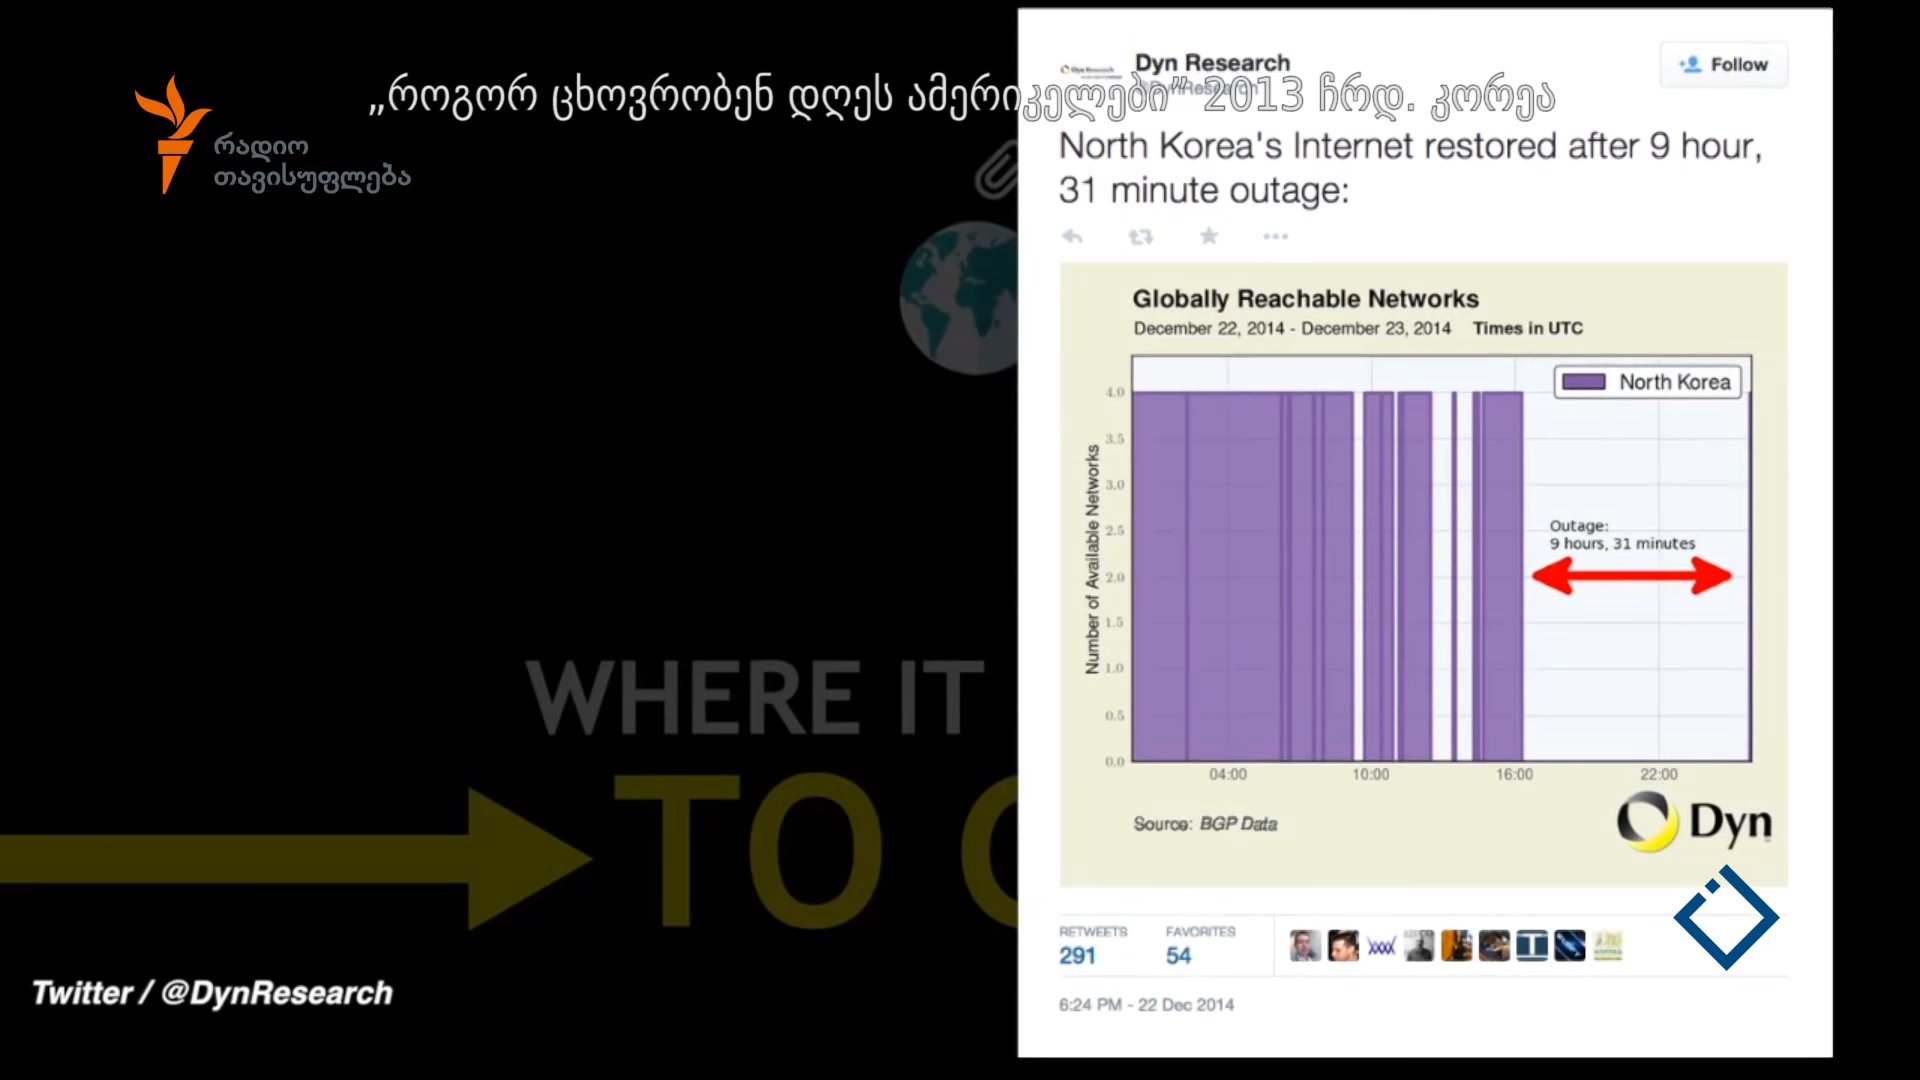 „როგორ ცხოვრობენ დღეს ამერიკელები” 2013 ჩრდ. კორეა
რადიო
თავისუფლება
WHERE IT
TO
Twitter / @DynResearch
Dyn Research
@DynResearch
Follow
North Korea's Internet restored after 9 hour,
31 minute outage:
Globally Reachable Networks
December 22, 2014 - December 23, 2014 Times in UTC
North Korea
Number of Available Networks
4.0
3.5
3.0
2.5
2.0
1.5
1.0
0.5
0.0
Outage:
9 hours, 31 minutes
04:00 10:00 16:00 22:00
Source: BGP Data
Dyn
RETWEETS
291
FAVORITES
54
6:24 PM - 22 Dec 2014